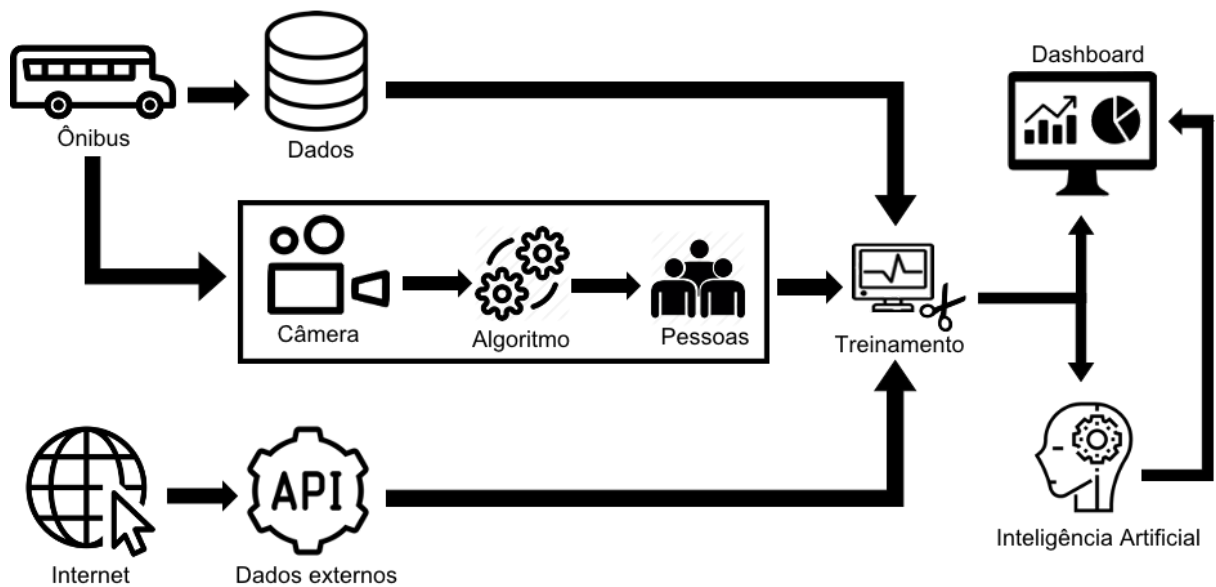 Dashboard
Ônibus
Dados
Câmera
Algoritmo
Pessoas
Treinamento
API
Inteligência Artificial
Internet
Dados externos